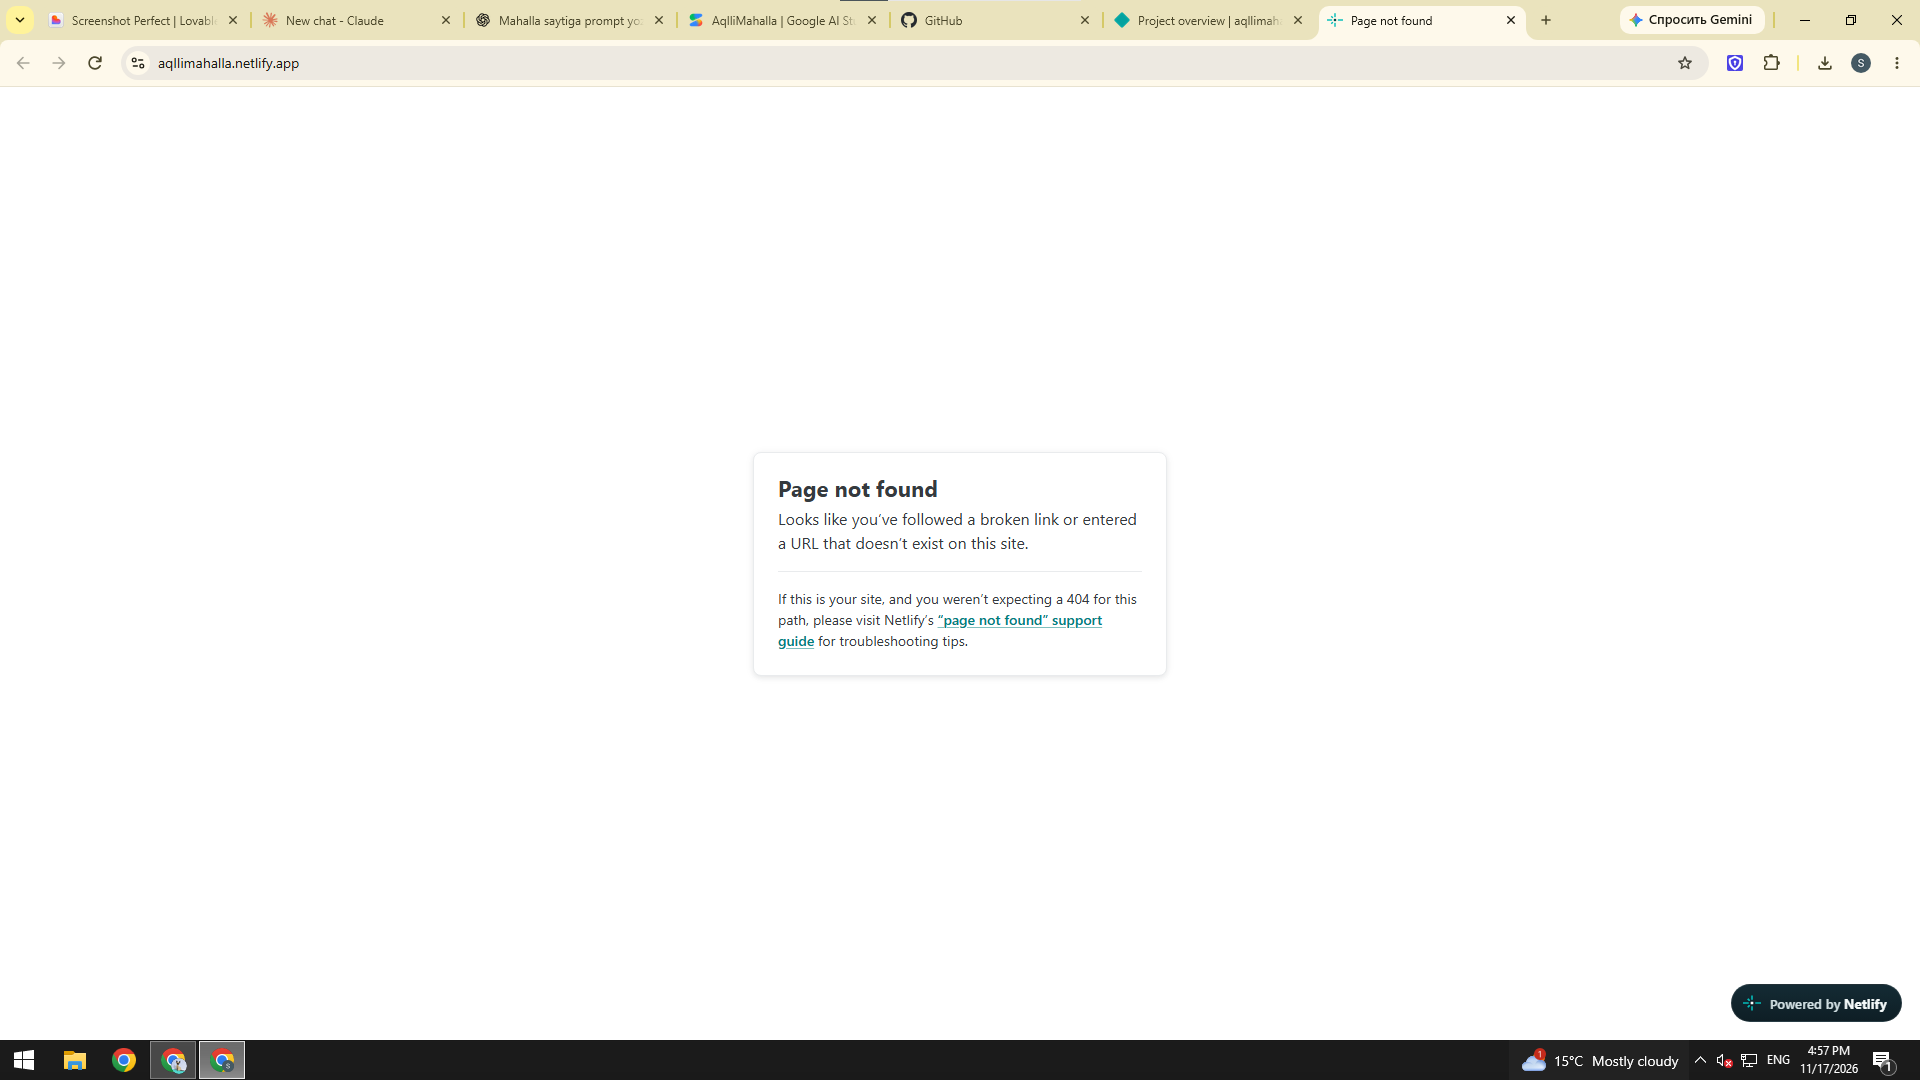 Screenshot Perfect | Lovabl
New chat - Claude
Mahalla saytiga prompt yo
AqlliMahalla | Google AI St
GitHub
Project overview | aqllimah
Page not found
Спросить Gemini
aqllimahalla.netlify.app
S
Page not found
Looks like you’ve followed a broken link or entered
a URL that doesn’t exist on this site.
If this is your site, and you weren’t expecting a 404 for this
path, please visit Netlify’s “page not found” support
guide for troubleshooting tips.
Powered by Netlify
S
1
15°C Mostly cloudy
ENG
4:57 PM
11/17/2026
1